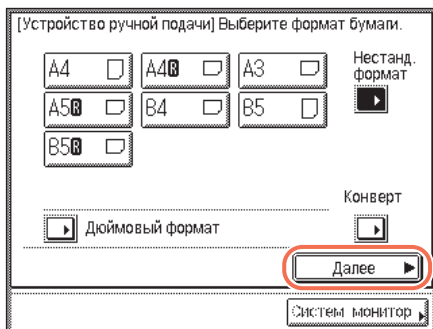 [Устройство ручной подачи] Выберите формат бумаги.
A4 A4R A3 Нестанд. формат
A5R B4 B5
B5R
Конверт
Дюймовый формат
Далее
Систем монитор